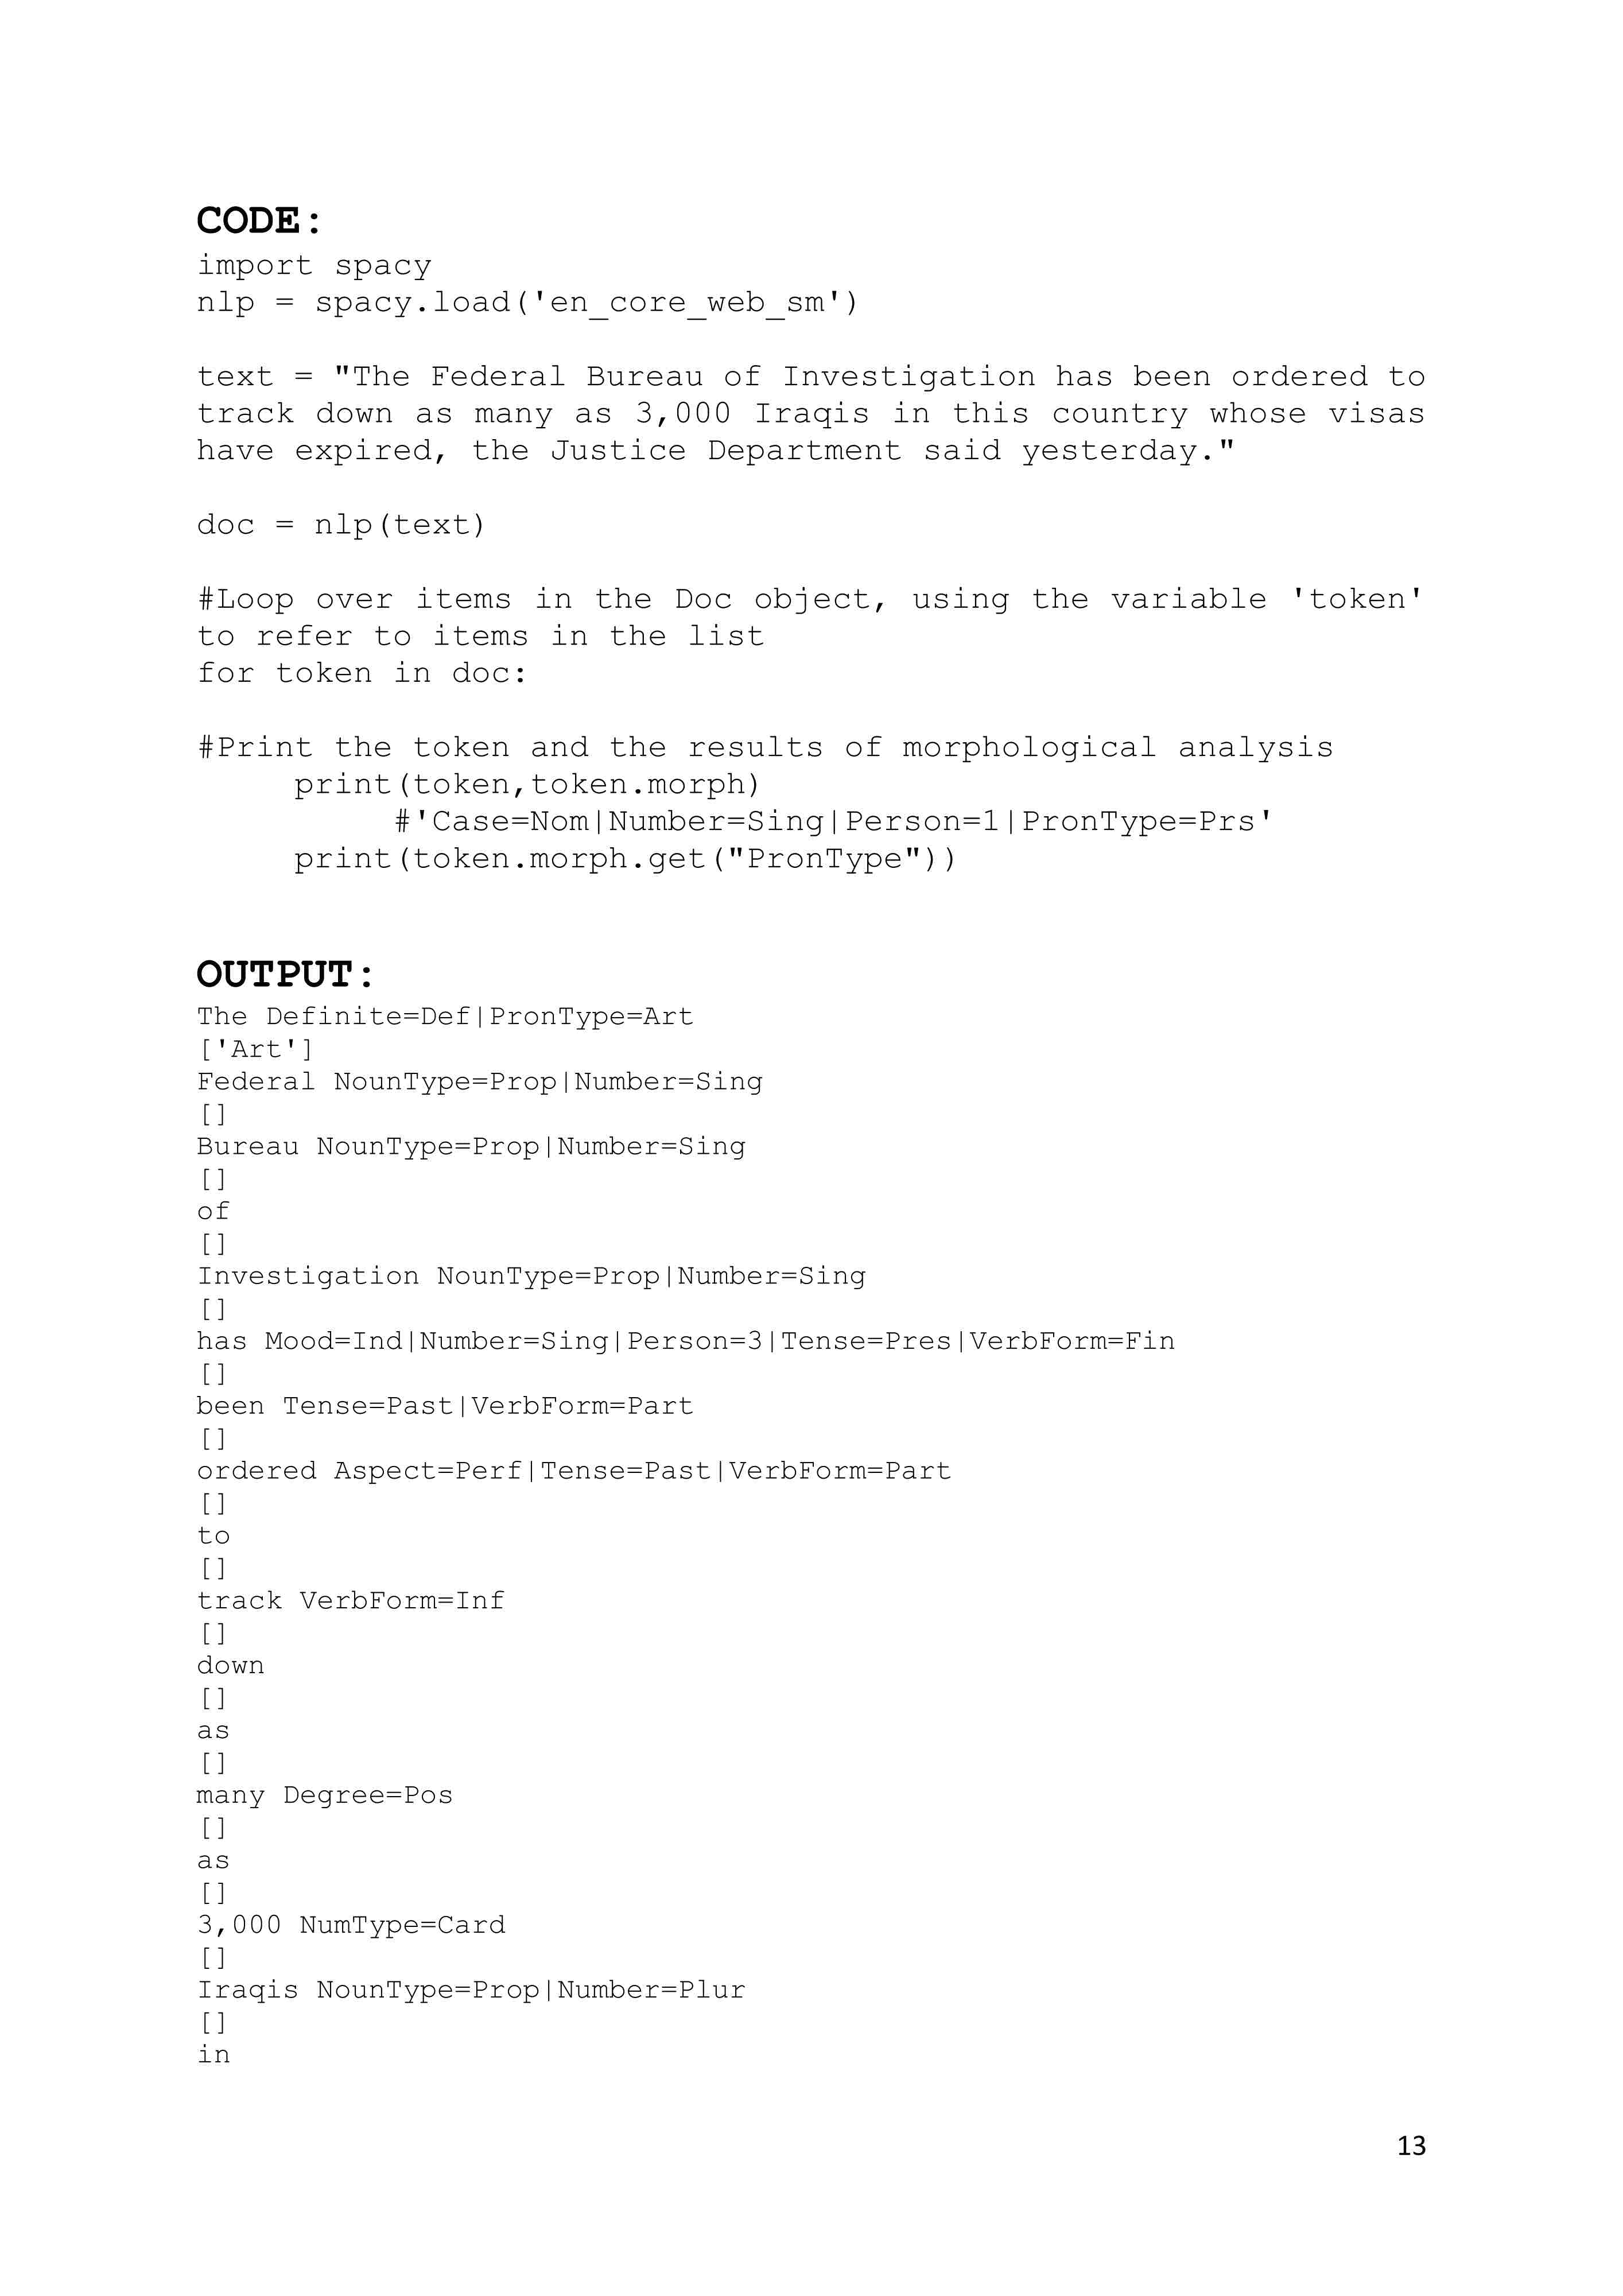 CODE:
import spacy
nlp = spacy.load('en_core_web_sm')
text = "The Federal Bureau of Investigation has been ordered to
track down as many as 3,000 Iraqis in this country whose visas
have expired, the Justice Department said yesterday."
doc = nlp(text)
#Loop over items in the Doc object, using the variable 'token'
to refer to items in the list
for token in doc:
#Print the token and the results of morphological analysis
print(token,token.morph)
#'Case=Nom|Number=Sing|Person=1|PronType=Prs'
print(token.morph.get("PronType"))
OUTPUT:
The Definite=Def|PronType=Art
['Art']
Federal NounType=Prop|Number=Sing
[]
Bureau NounType=Prop|Number=Sing
[]
of
[]
Investigation NounType=Prop|Number=Sing
[]
has Mood=Ind|Number=Sing|Person=3|Tense=Pres|VerbForm=Fin
[]
been Tense=Past|VerbForm=Part
[]
ordered Aspect=Perf|Tense=Past|VerbForm=Part
[]
to
[]
track VerbForm=Inf
[]
down
[]
as
[]
many Degree=Pos
[]
as
[]
3,000 NumType=Card
[]
Iraqis NounType=Prop|Number=Plur
[]
in
13